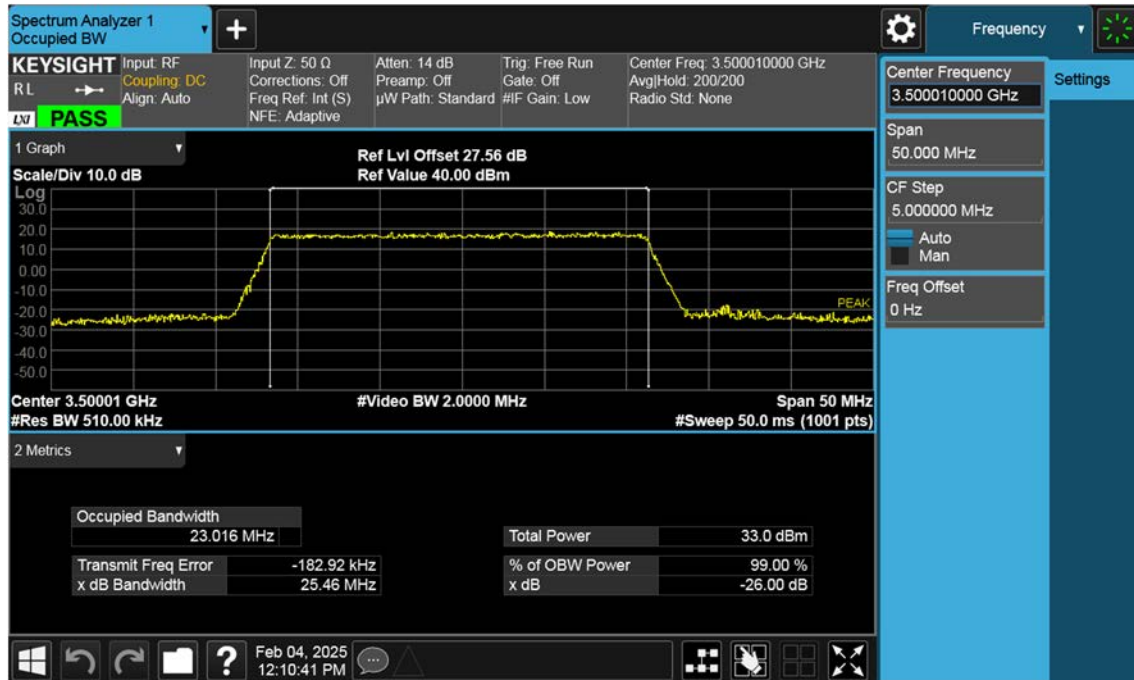 Spectrum Analyzer 1
Occupied BW
+
Frequency
KEYSIGHT
RL
LXI
PASS
Input: RF
Coupling: DC
Align: Auto
Input Z: 50 Ω
Corrections: Off
Freq Ref: Int (S)
NFE: Adaptive
Atten: 14 dB
Preamp: Off
µW Path: Standard
Trig: Free Run
Gate: Off
#IF Gain: Low
Center Freq: 3.500010000 GHz
Avg|Hold: 200/200
Radio Std: None
Center Frequency
3.500010000 GHz
Settings
Span
50.000 MHz
CF Step
5.000000 MHz
Auto
Man
Freq Offset
0 Hz
1 Graph
Scale/Div 10.0 dB
Ref Lvl Offset 27.56 dB
Ref Value 40.00 dBm
Log
30.0
20.0
10.0
0.00
-10.0
-20.0
-30.0
-40.0
-50.0
PEAK
Center 3.50001 GHz
#Video BW 2.0000 MHz
Span 50 MHz
#Res BW 510.00 kHz
#Sweep 50.0 ms (1001 pts)
2 Metrics
Occupied Bandwidth
23.016 MHz
Total Power 33.0 dBm
Transmit Freq Error -182.92 kHz
% of OBW Power 99.00 %
x dB Bandwidth 25.46 MHz
x dB -26.00 dB
?
Feb 04, 2025
12:10:41 PM